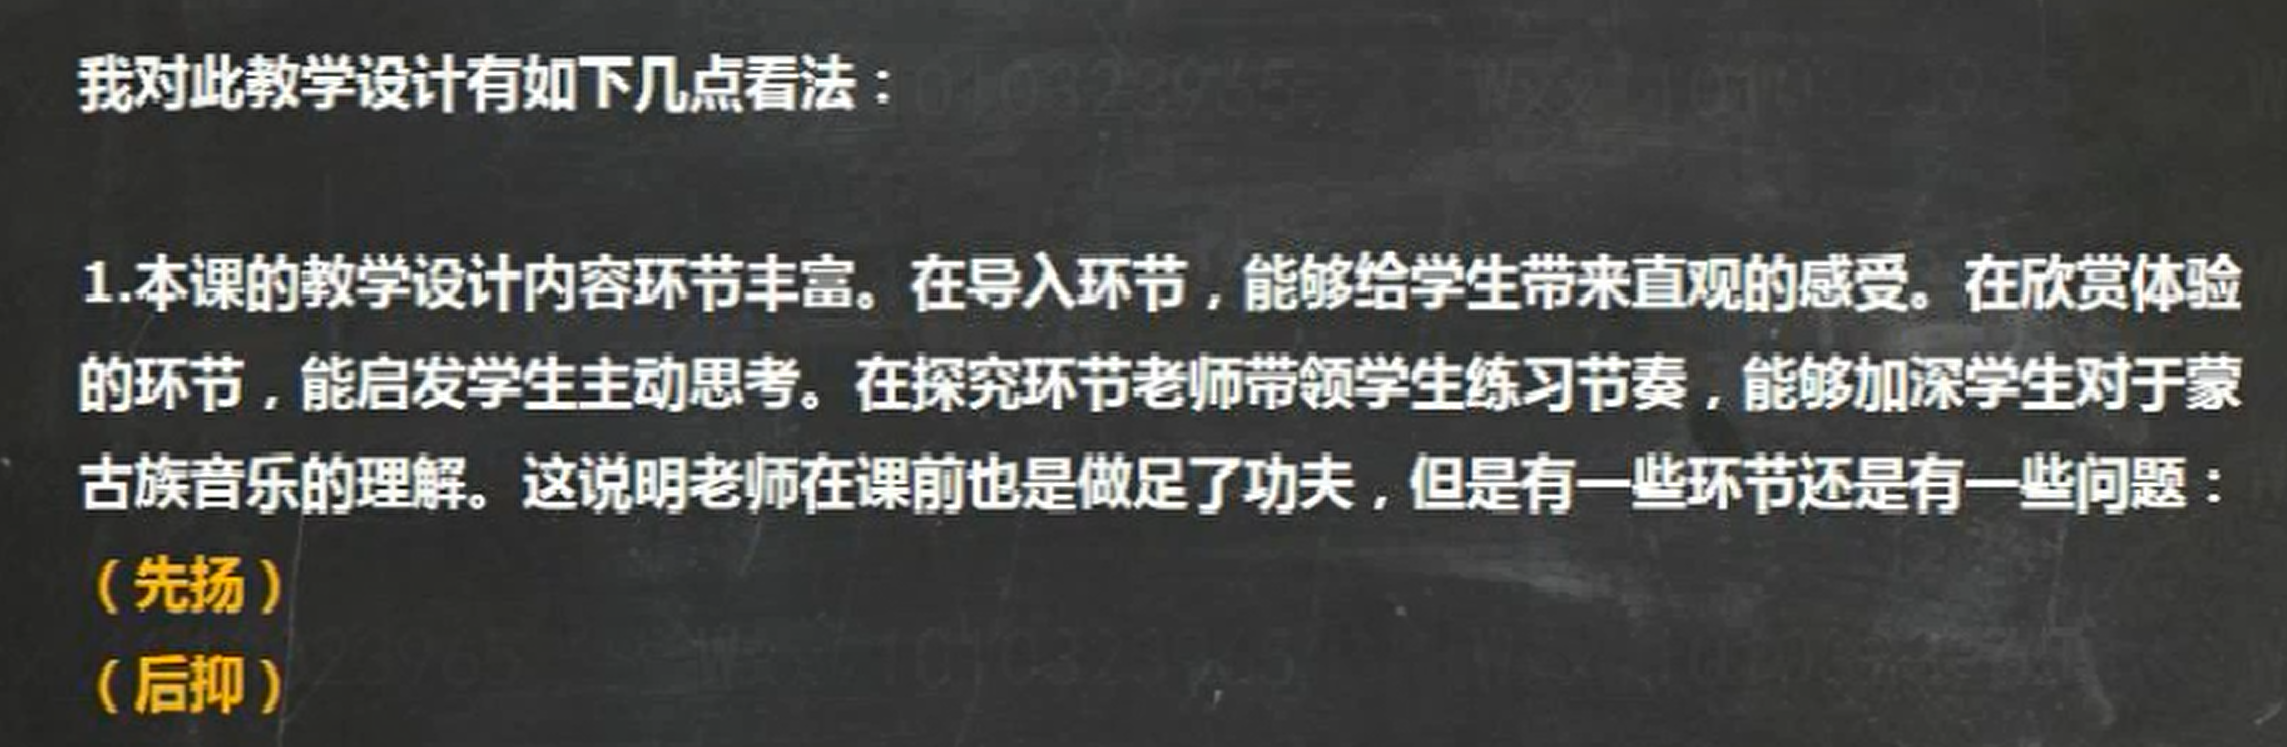 我对此教学设计有如下几点看法：
1.本课的教学设计内容环节丰富。在导入环节，能够给学生带来直观的感受。在欣赏体验
的环节，能启发学生主动思考。在探究环节老师带领学生练习节奏，能够加深学生对于蒙
古族音乐的理解。这说明老师在课前也是做足了功夫，但是有一些环节还是有一些问题：
（先扬）
（后抑）